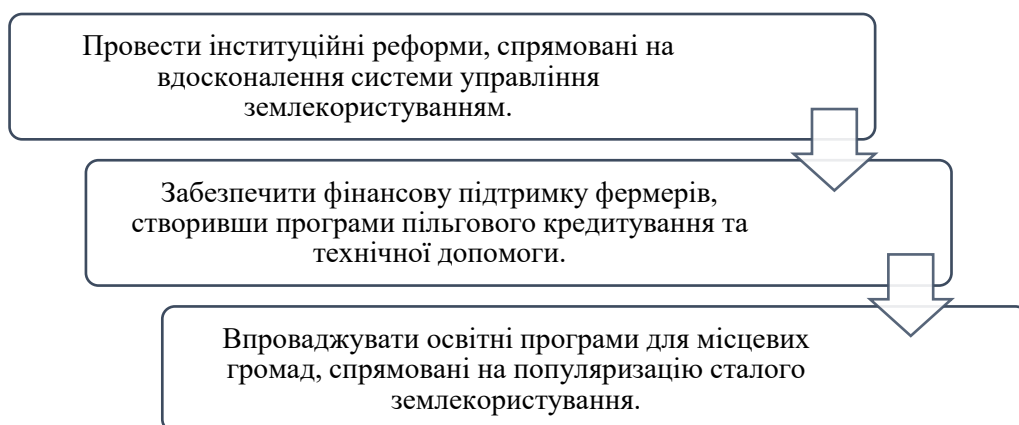 Провести інституційні реформи, спрямовані на
вдосконалення системи управління
землекористуванням.
Забезпечити фінансову підтримку фермерів,
створивши програми пільгового кредитування та
технічної допомоги.
Впроваджувати освітні програми для місцевих
громад, спрямовані на популяризацію сталого
землекористування.